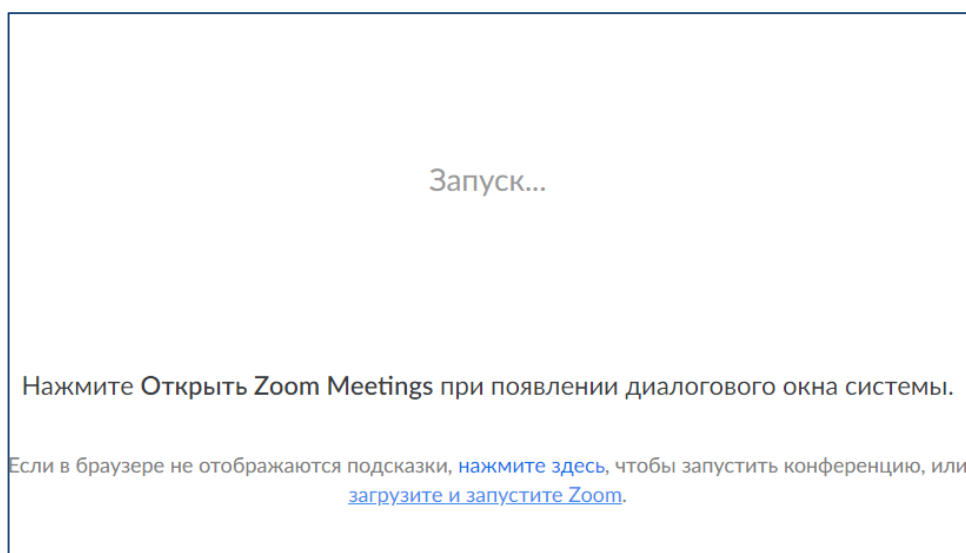 Запуск...
Нажмите Открыть Zoom Meetings при появлении диалогового окна системы.
Если в браузере не отображаются подсказки, нажмите здесь, чтобы запустить конференцию, или
загрузите и запустите Zoom.